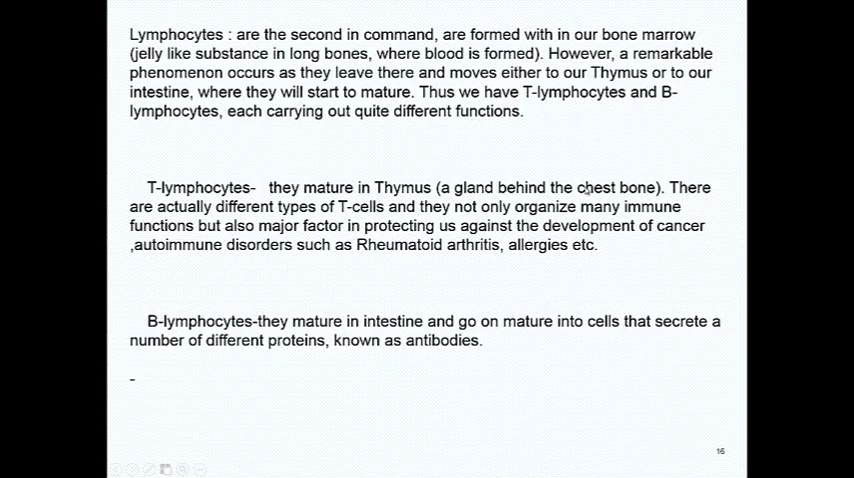 Lymphocytes : are the second in command, are formed with in our bone marrow
(jelly like substance in long bones, where blood is formed). However, a remarkable
phenomenon occurs as they leave there and moves either to our Thymus or to our
intestine, where they will start to mature. Thus we have T-lymphocytes and B-
lymphocytes, each carrying out quite different functions.
T-lymphocytes- they mature in Thymus (a gland behind the chest bone). There
are actually different types of T-cells and they not only organize many immune
functions but also major factor in protecting us against the development of cancer
,autoimmune disorders such as Rheumatoid arthritis, allergies etc.
B-lymphocytes-they mature in intestine and go on mature into cells that secrete a
number of different proteins, known as antibodies.
-
16